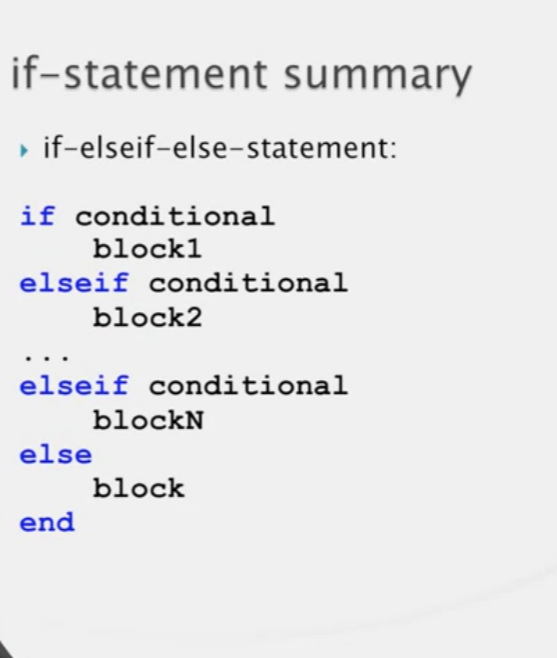 if-statement summary
if-elseif-else-statement:
if conditional
block1
elseif conditional
block2
...
elseif conditional
blockN
else
block
end